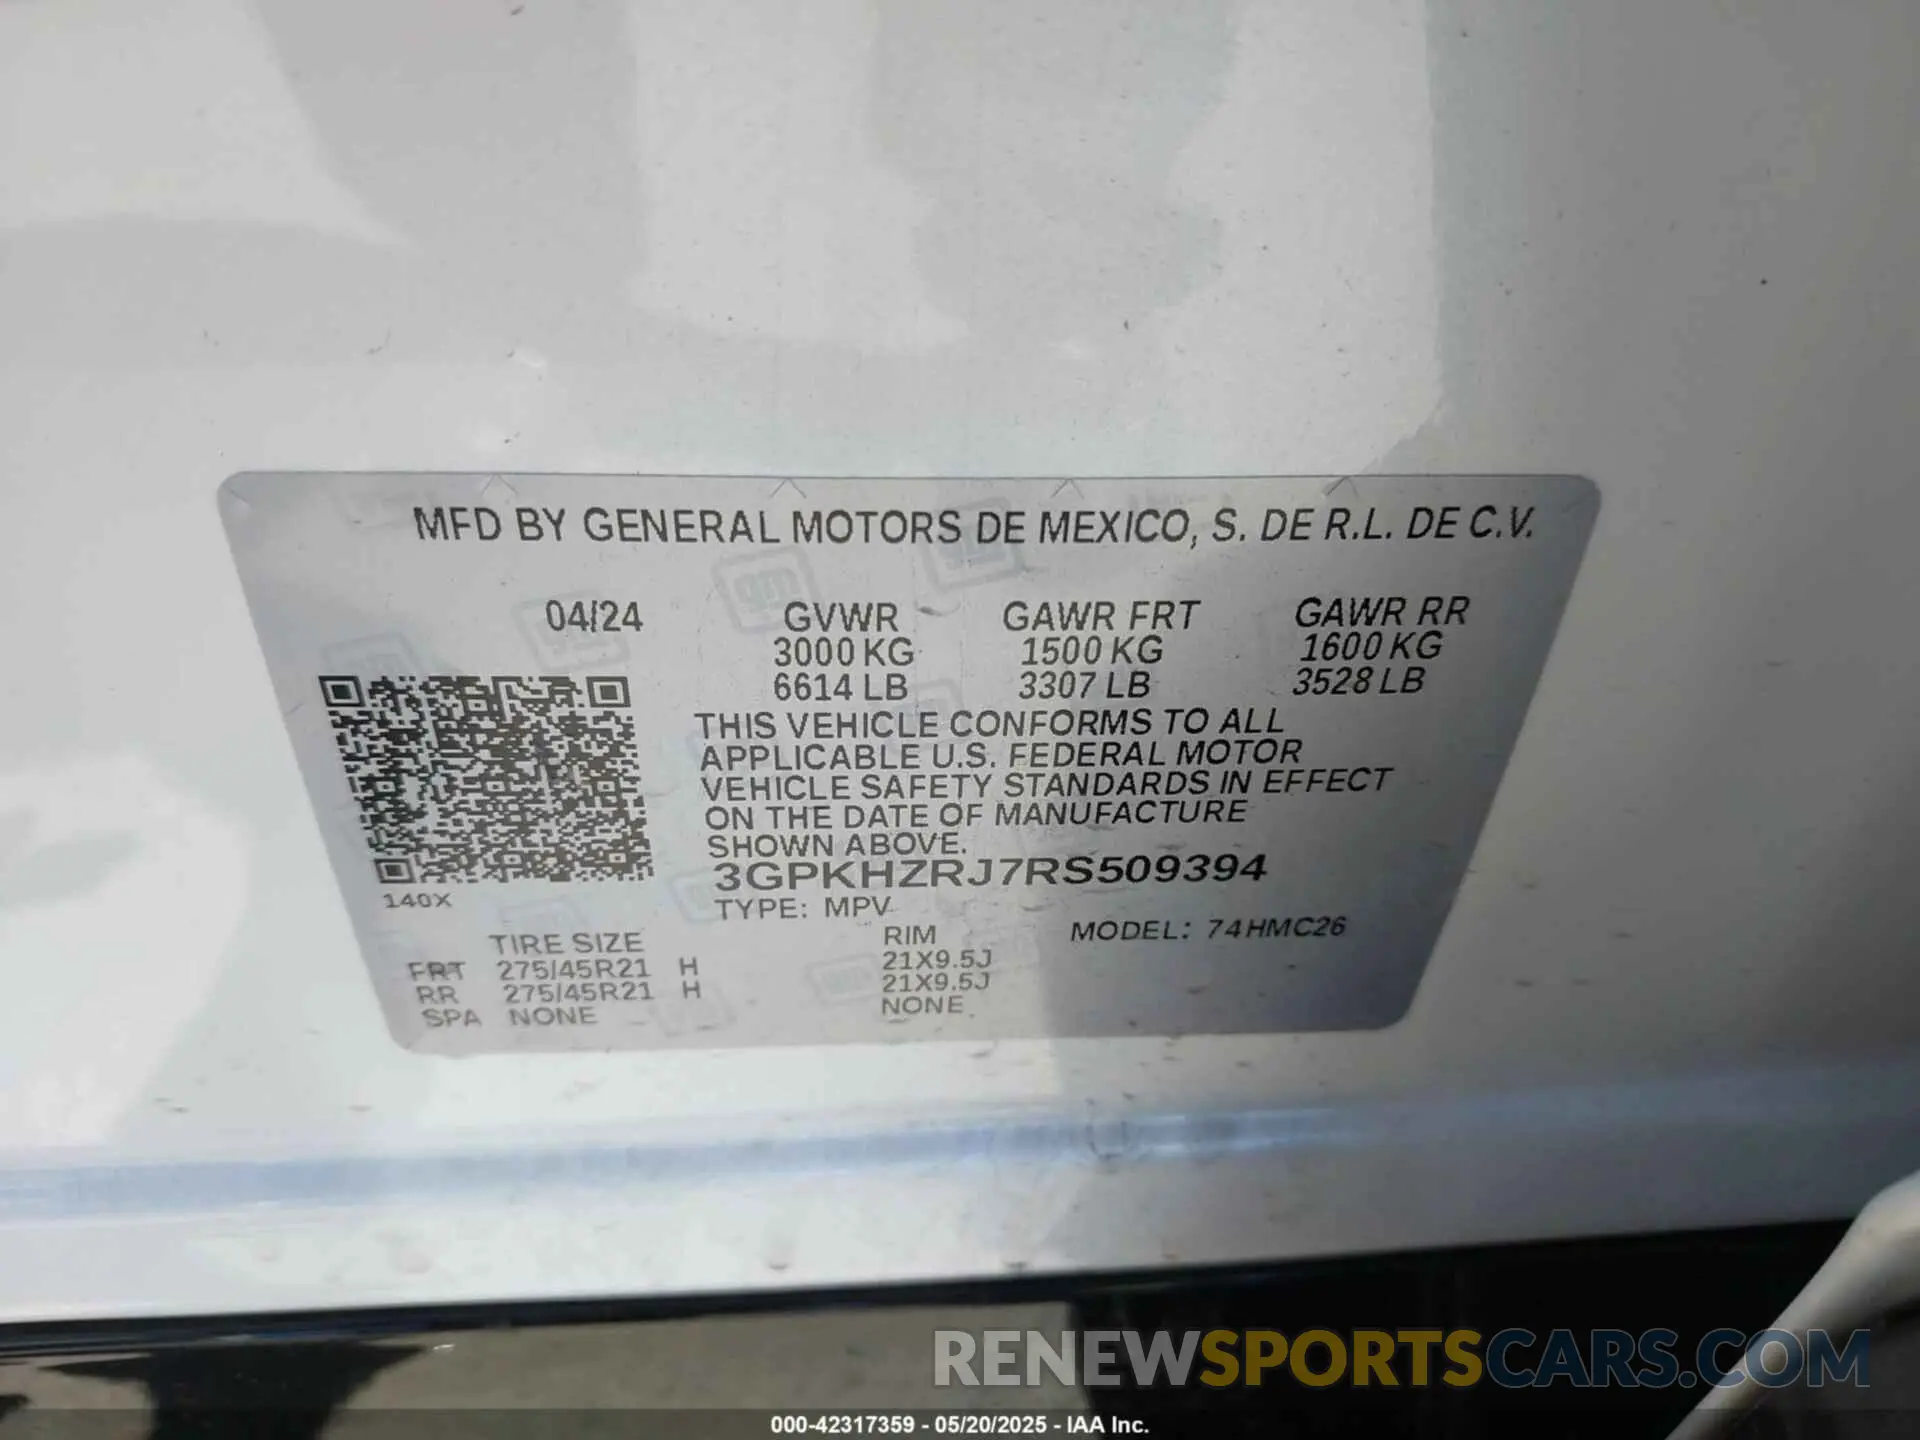 MFD BY GENERAL MOTORS DE MEXICO, S. DE R.L. DE C.V.
04/24 GVWR GAWR FRT GAWR RR
3000 KG 1500 KG 1600 KG
6614 LB 3307 LB 3528 LB
THIS VEHICLE CONFORMS TO ALL
APPLICABLE U.S. FEDERAL MOTOR
VEHICLE SAFETY STANDARDS IN EFFECT
ON THE DATE OF MANUFACTURE
SHOWN ABOVE.
3GPKHZRJ7RS509394
140X
TYPE: MPV
MODEL: 74HMC26
TIRE SIZE RIM
FRT 275/45R21 H 21X9.5J
RR 275/45R21 H 21X9.5J
SPA NONE NONE
RENEWSPORTSCARS.COM
000-42317359 - 05/20/2025 - IAA Inc.